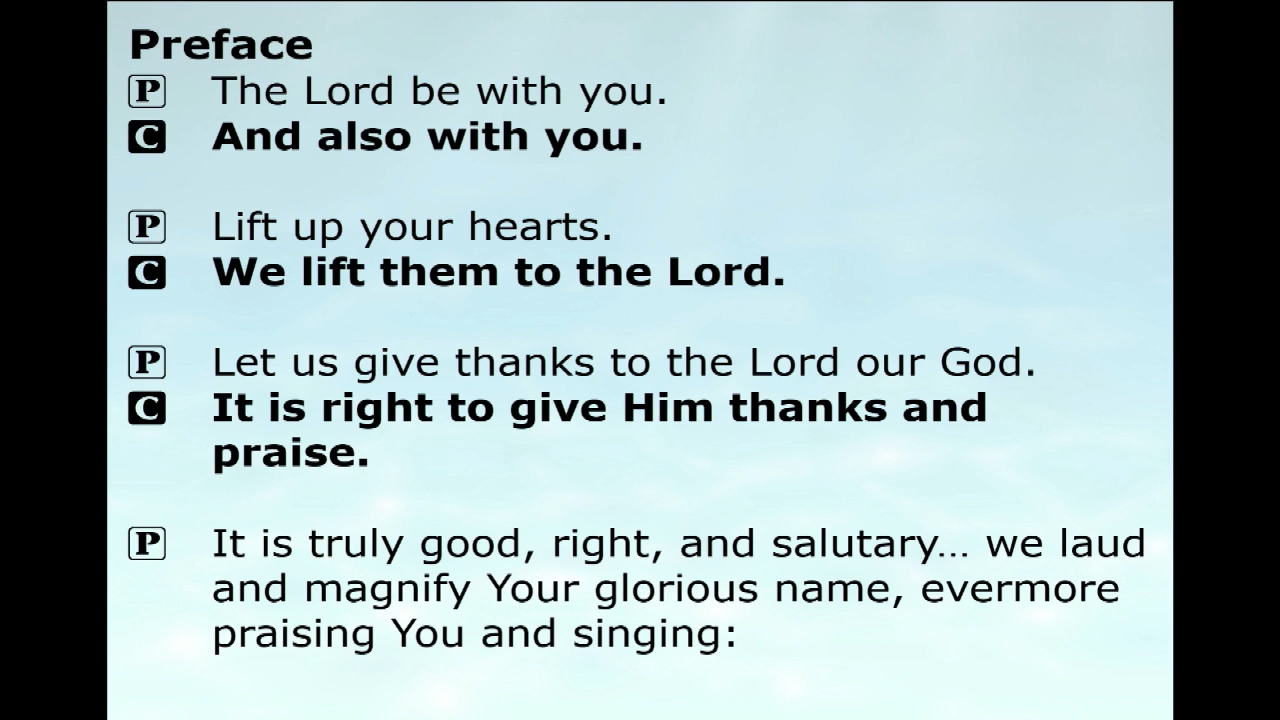 Preface
P The Lord be with you.
C And also with you.
P Lift up your hearts.
C We lift them to the Lord.
P Let us give thanks to the Lord our God.
C It is right to give Him thanks and
praise.
P It is truly good, right, and salutary… we laud
and magnify Your glorious name, evermore
praising You and singing: